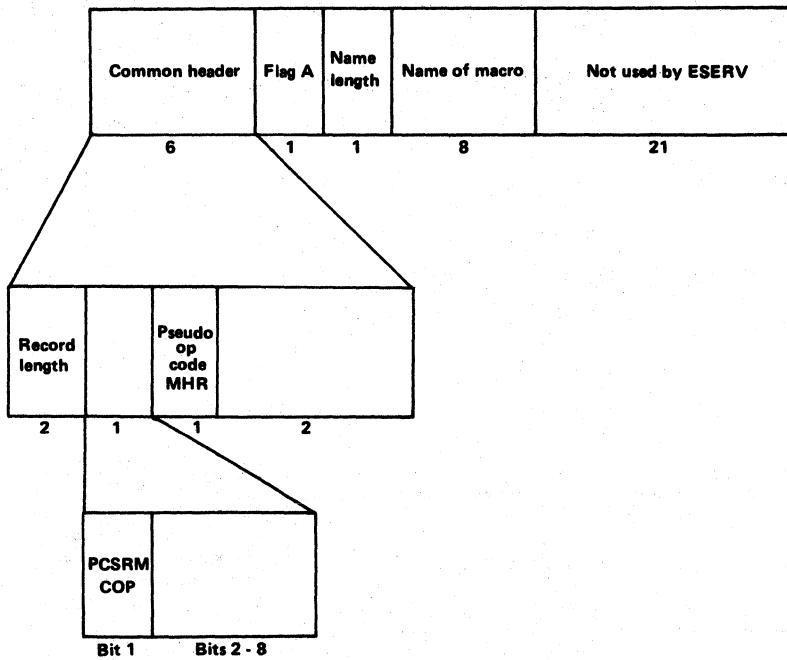 Common header
Flag A
Name
length
Name of macro
Not used by ESERV
6
1
1
8
21
Record
length
Pseudo
op
code
MHR
2
1
1
2
PCSRM
COP
Bit 1
Bits 2 - 8